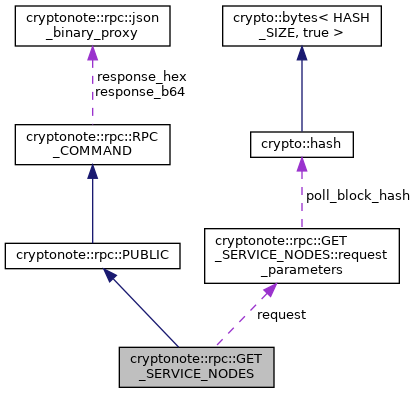 cryptonote::rpc::json
_binary_proxy
crypto::bytes< HASH
_SIZE, true >
response_hex
response_b64
cryptonote::rpc::RPC
_COMMAND
crypto::hash
poll_block_hash
cryptonote::rpc::PUBLIC
cryptonote::rpc::GET
_SERVICE_NODES::request
_parameters
request
cryptonote::rpc::GET
_SERVICE_NODES